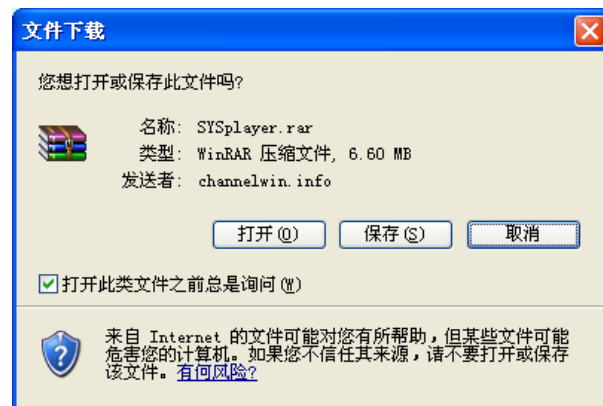 文件下载
您想打开或保存此文件吗?
名称: SYSplayer.rar
类型: WinRAR 压缩文件, 6.60 MB
发送者: channelwin.info
打开(O) 保存(S) 取消
打开此类文件之前总是询问(W)
来自 Internet 的文件可能对您有所帮助，但某些文件可能
危害您的计算机。如果您不信任其来源，请不要打开或保存
该文件。有何风险?